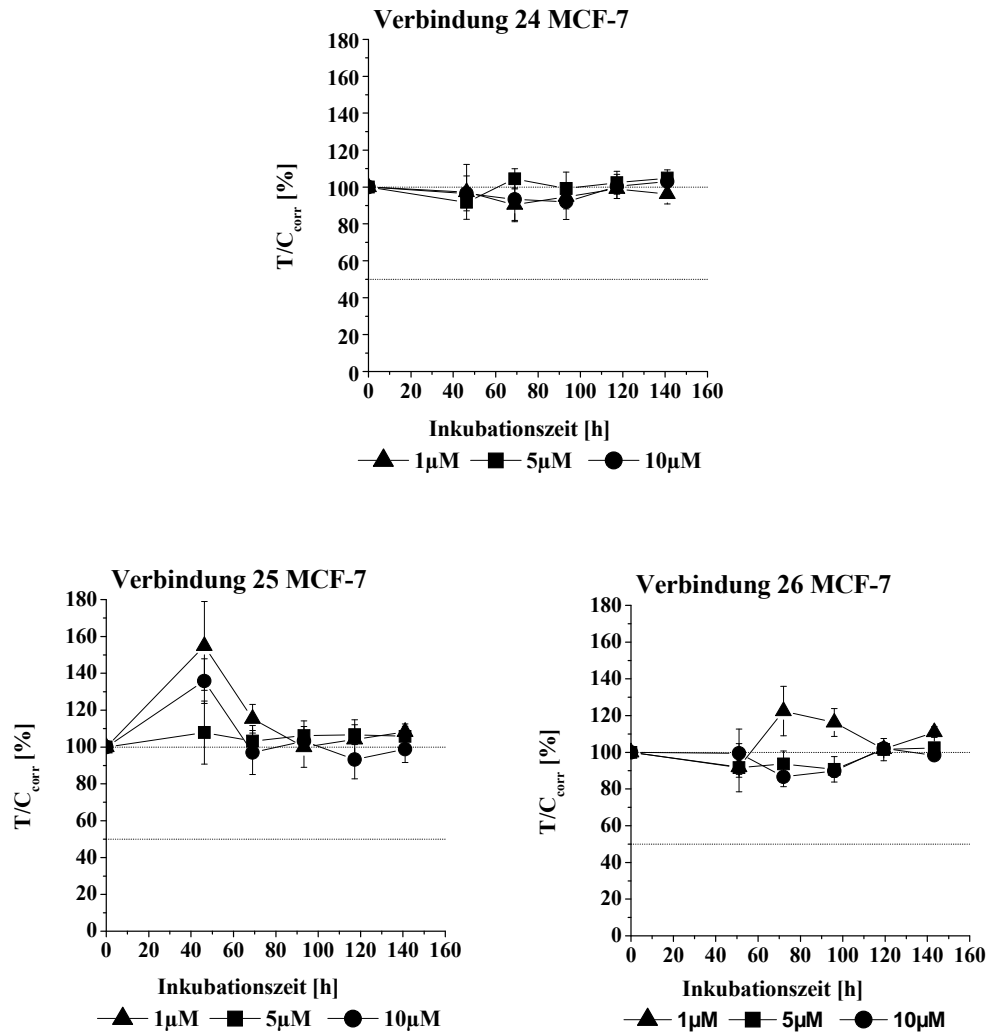 Verbindung 24 MCF-7
180
160
140
120
100
80
60
40
20
0
T/C_corr [%]
0 20 40 60 80 100 120 140 160
Inkubationszeit [h]
1µM 5µM 10µM
Verbindung 25 MCF-7
180
160
140
120
100
80
60
40
20
0
T/C_corr [%]
0 20 40 60 80 100 120 140 160
Inkubationszeit [h]
1µM 5µM 10µM
Verbindung 26 MCF-7
180
160
140
120
100
80
60
40
20
0
T/C_corr [%]
0 20 40 60 80 100 120 140 160
Inkubationszeit [h]
1µM 5µM 10µM